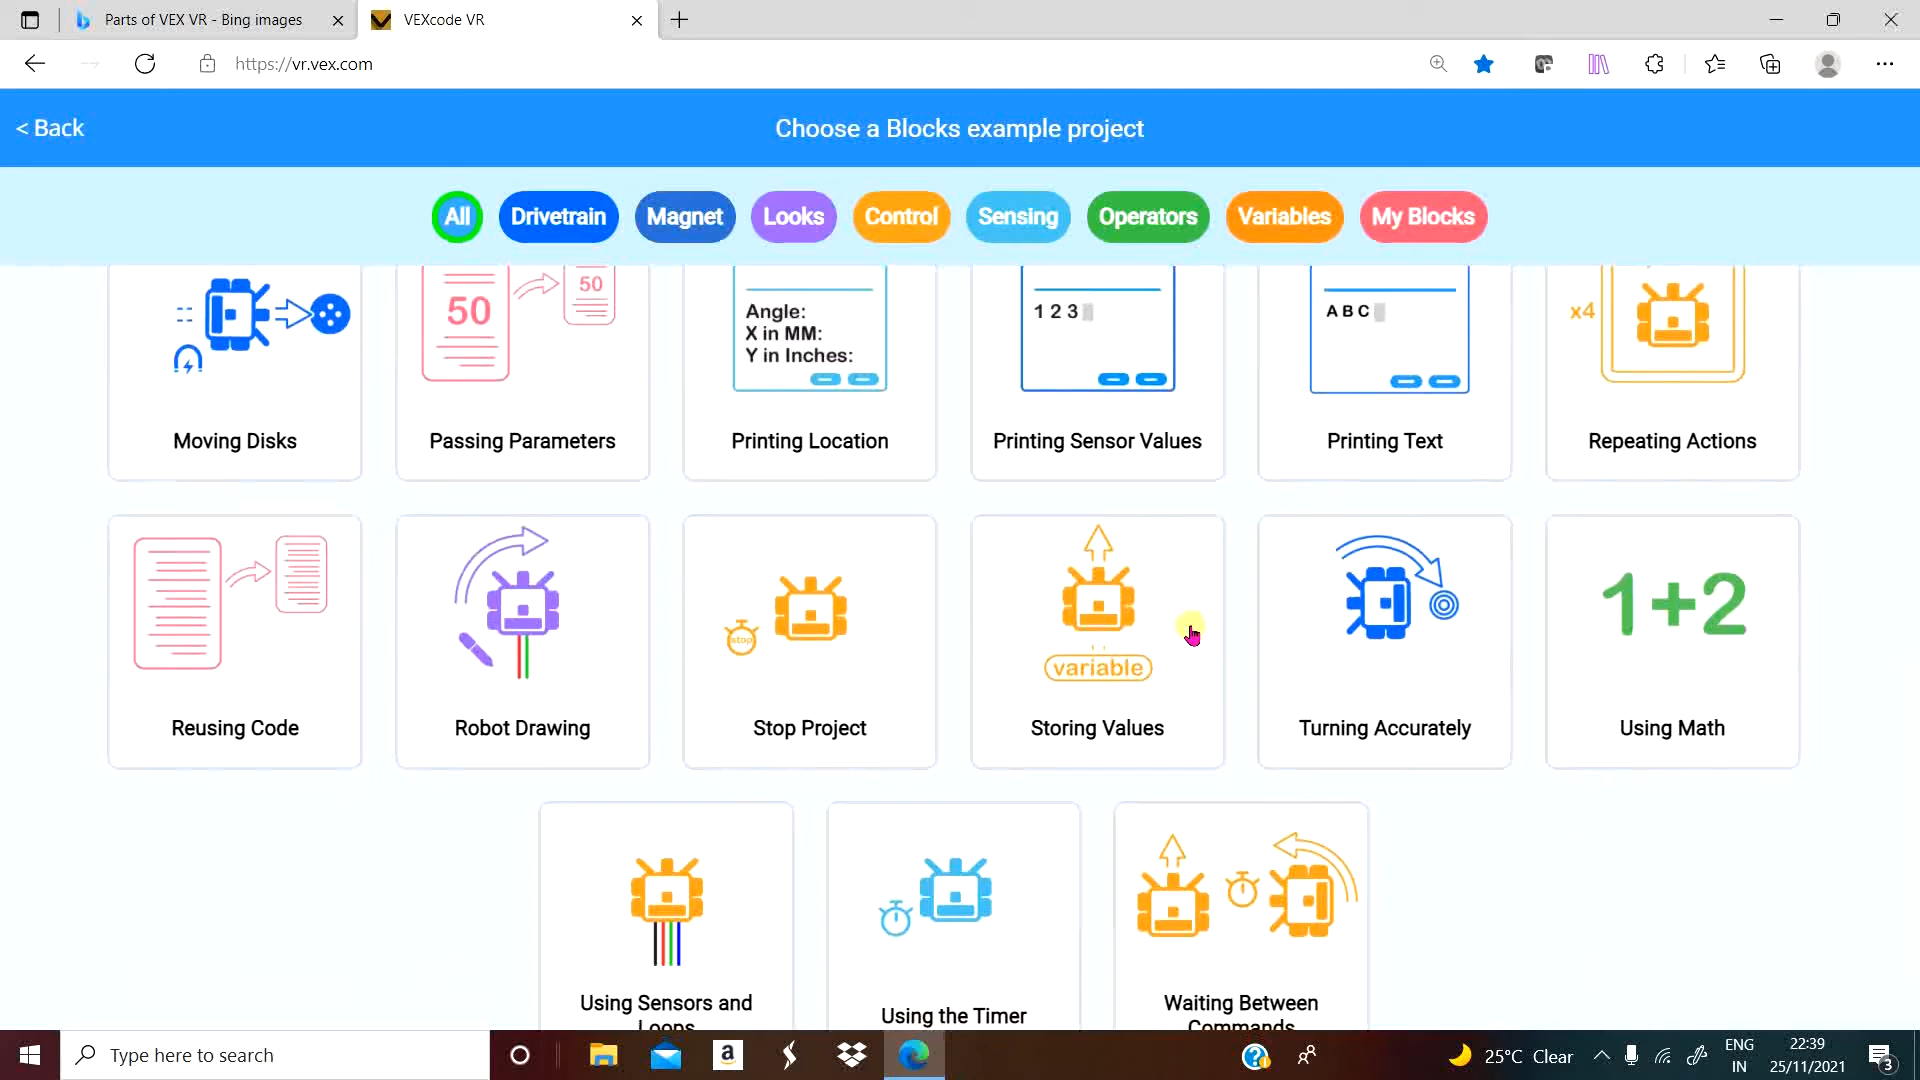 Parts of VEX VR - Bing images
VEXcode VR
https://vr.vex.com
< Back
Choose a Blocks example project
All
Drivetrain
Magnet
Looks
Control
Sensing
Operators
Variables
My Blocks
50
50
Angle:
X in MM:
Y in Inches:
1 2 3
A B C
x4
Moving Disks
Passing Parameters
Printing Location
Printing Sensor Values
Printing Text
Repeating Actions
stop
variable
1+2
Reusing Code
Robot Drawing
Stop Project
Storing Values
Turning Accurately
Using Math
Using Sensors and
Loops
Using the Timer
Waiting Between
Commands
Type here to search
a
25°C Clear
ENG
IN
22:39
25/11/2021
3